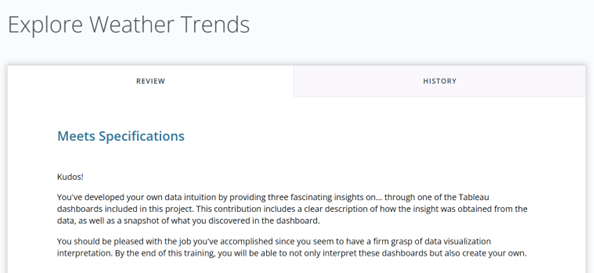 Explore Weather Trends
REVIEW
HISTORY
Meets Specifications
Kudos!
You've developed your own data intuition by providing three fascinating insights on... through one of the Tableau
dashboards included in this project. This contribution includes a clear description of how the insight was obtained from the
data, as well as a snapshot of what you discovered in the dashboard.
You should be pleased with the job you've accomplished since you seem to have a firm grasp of data visualization
interpretation. By the end of this training, you will be able to not only interpret these dashboards but also create your own.